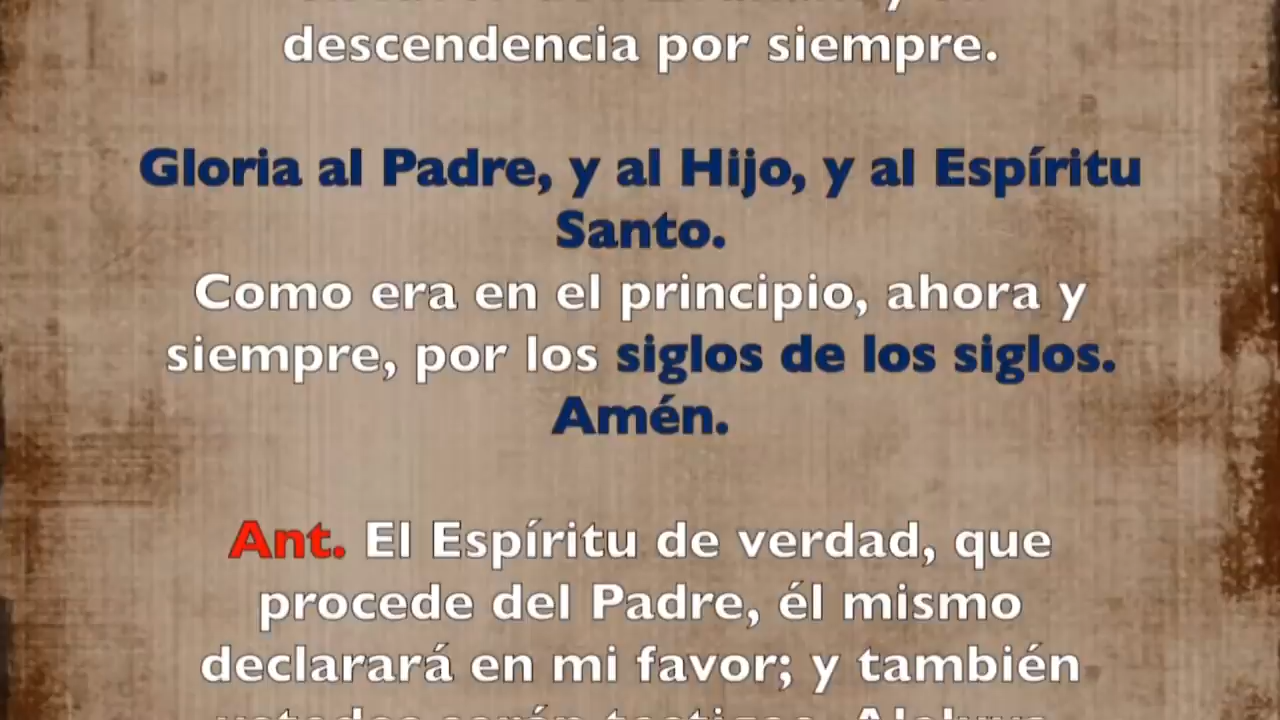 descendencia por siempre.
Gloria al Padre, y al Hijo, y al Espíritu
Santo.
Como era en el principio, ahora y
siempre, por los siglos de los siglos.
Amén.
Ant. El Espíritu de verdad, que
procede del Padre, él mismo
declarará en mi favor; y también